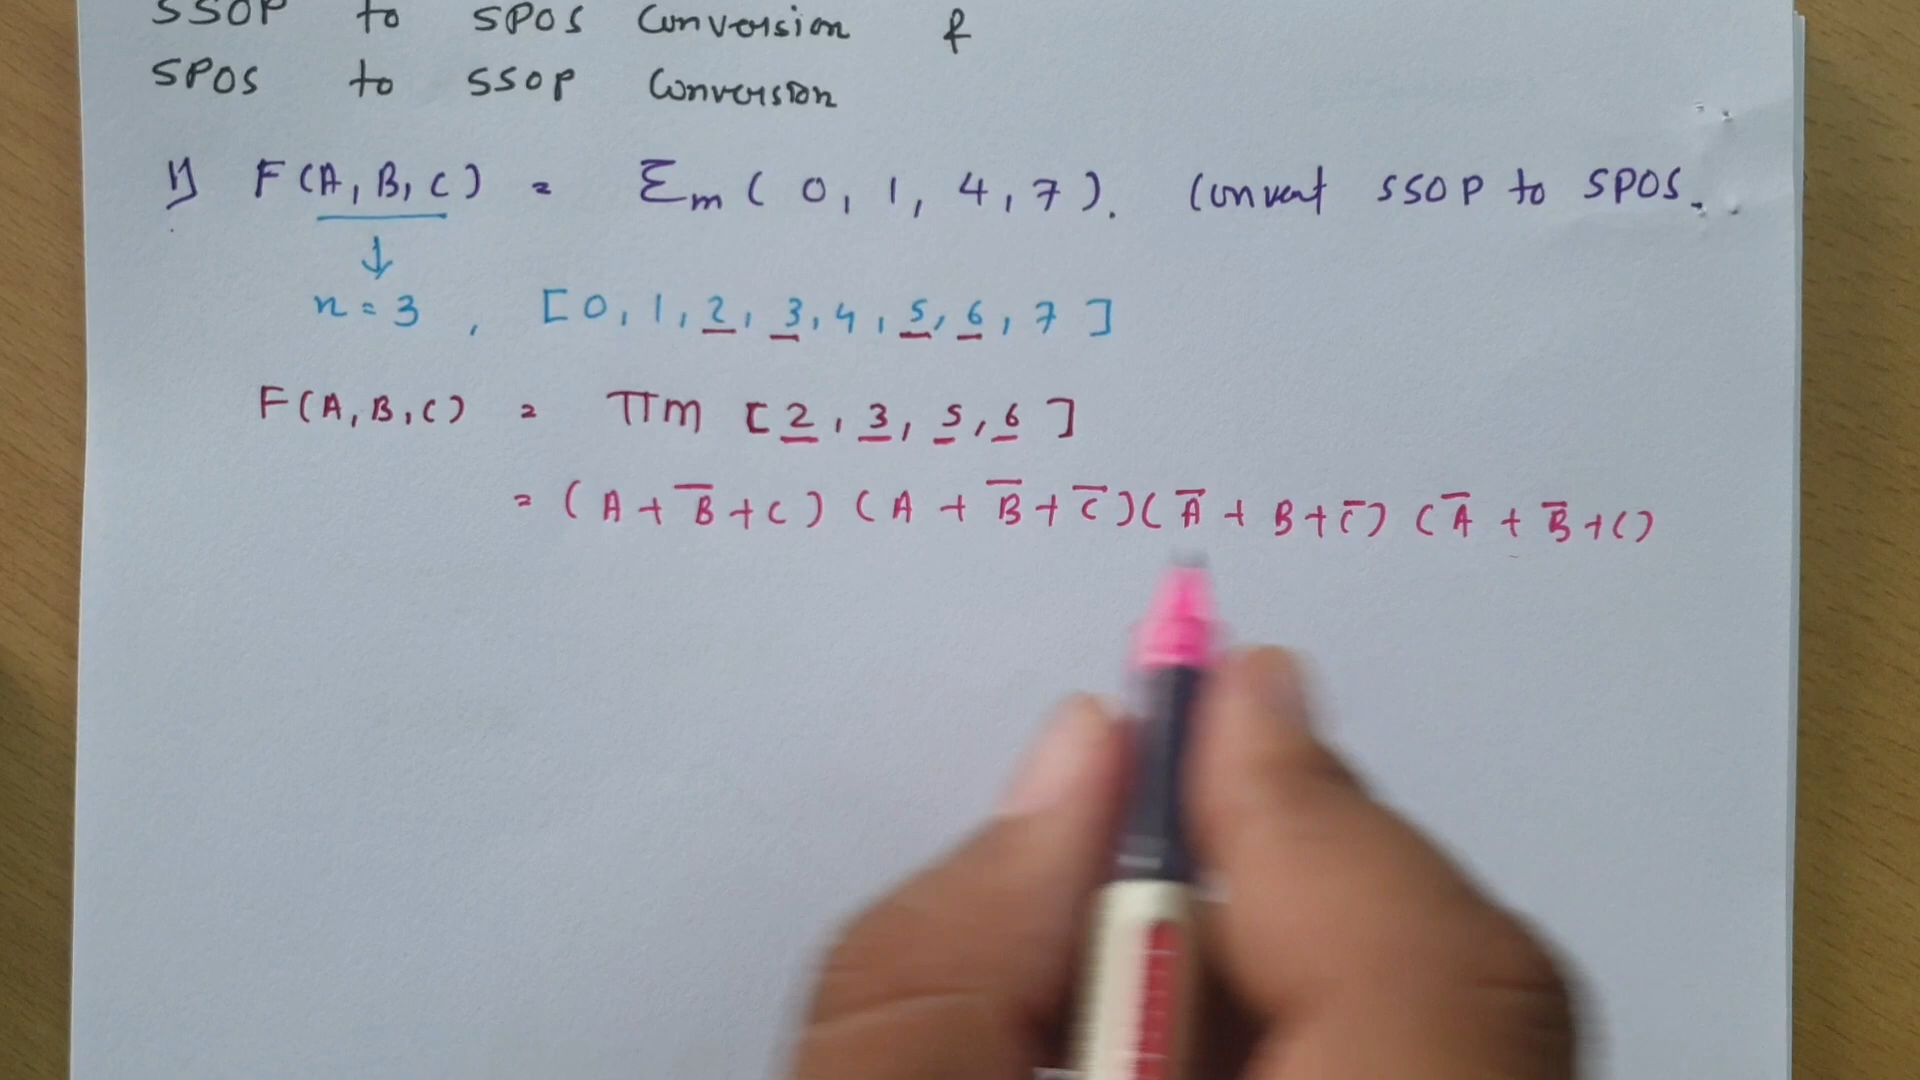 SSOP to SPOS Conversion &
SPOS to SSOP Conversion
1) F(A,B,C) = Σm(0,1,4,7). Convert SSOP to SPOS.
↓
n=3, [0,1,2,3,4,5,6,7]
F(A,B,C) = ΠM [2,3,5,6]
= (A+B̅+C) (A+B̅+C̅)(A̅+B+C̅) (A̅+B̅+C)